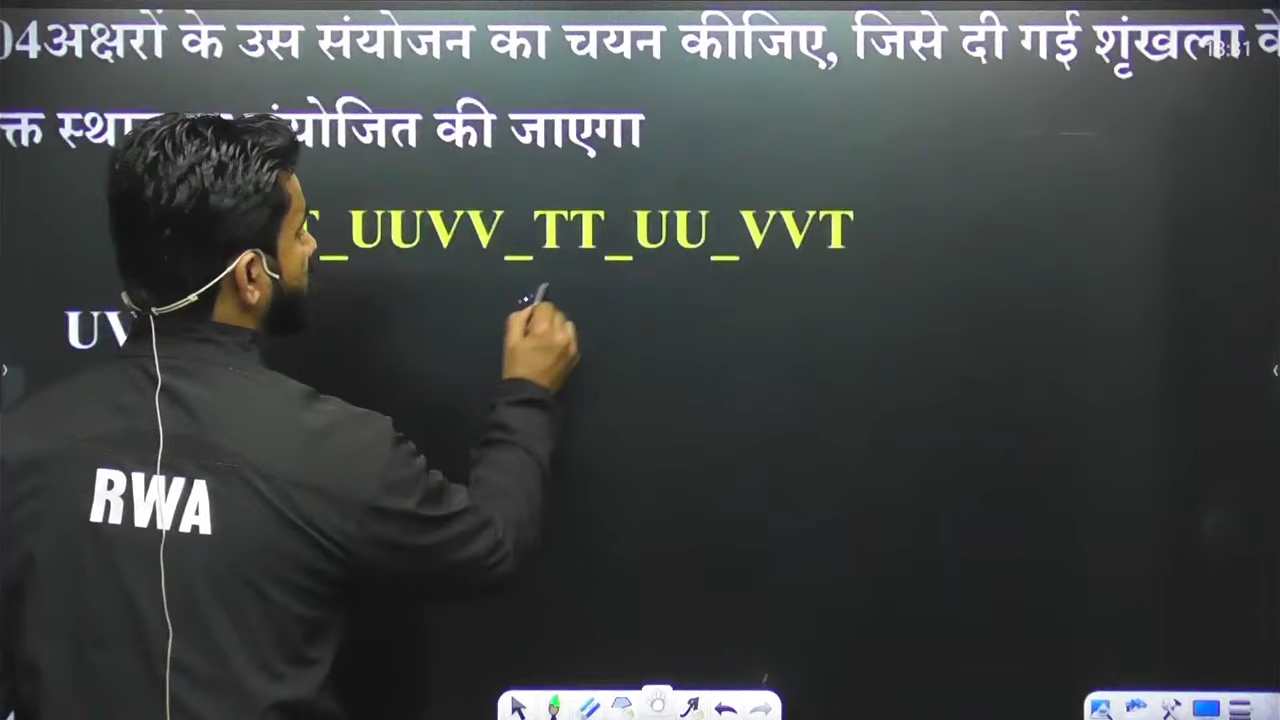 04अक्षरों के उस संयोजन का चयन कीजिए, जिसे दी गई शृंखला
संयोजित की जाएगा
_UUVV_TT_UU_VVT
UV
RWA